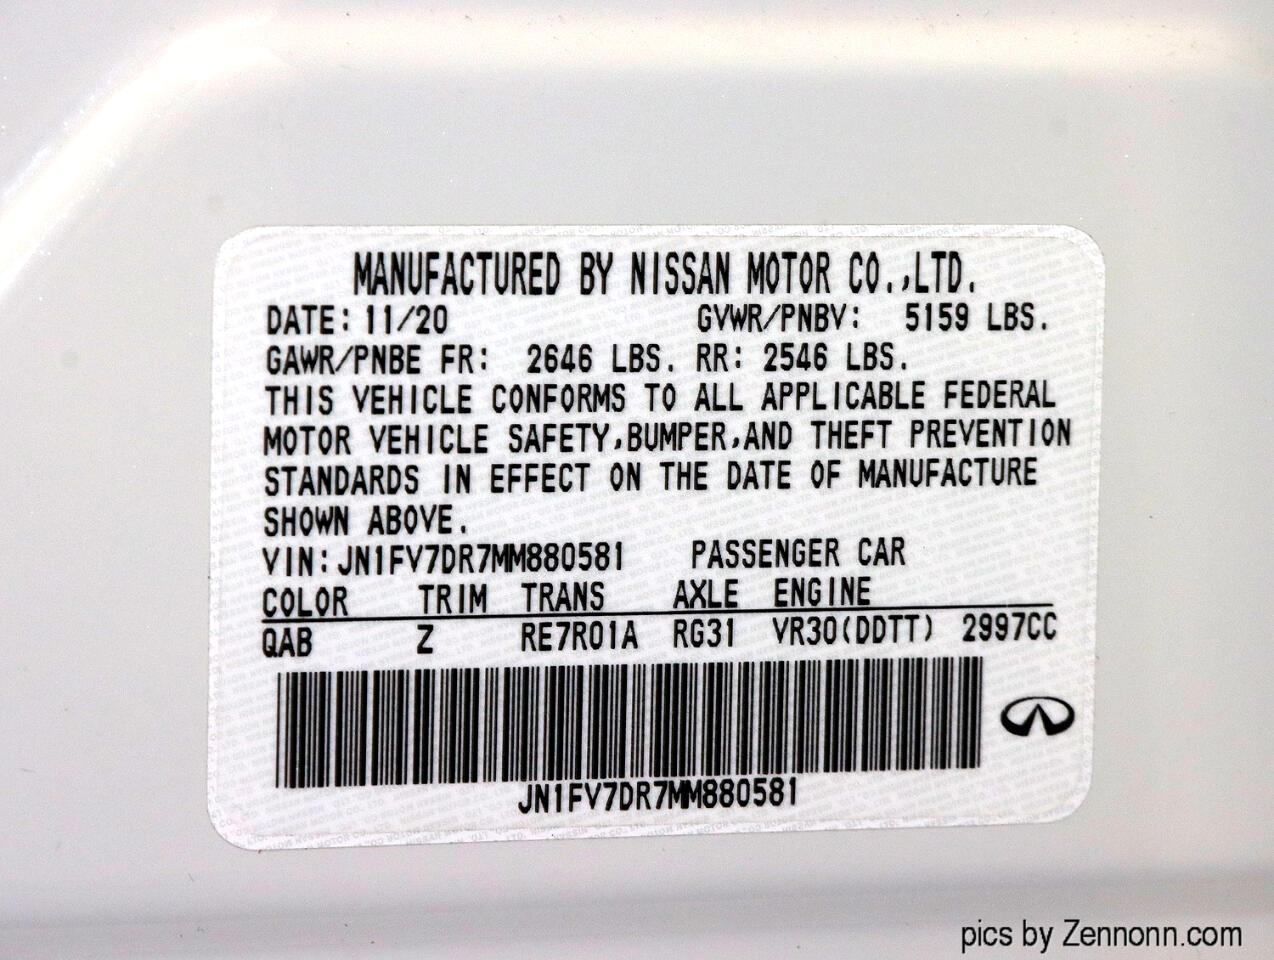 MANUFACTURED BY NISSAN MOTOR CO.,LTD.
DATE: 11/20 GVWR/PNBV: 5159 LBS.
GAWR/PNBE FR: 2646 LBS. RR: 2546 LBS.
THIS VEHICLE CONFORMS TO ALL APPLICABLE FEDERAL
MOTOR VEHICLE SAFETY,BUMPER,AND THEFT PREVENTION
STANDARDS IN EFFECT ON THE DATE OF MANUFACTURE
SHOWN ABOVE.
VIN: JN1FV7DR7MM880581 PASSENGER CAR
COLOR TRIM TRANS AXLE ENGINE
QAB Z RE7R01A RG31 VR30(DDTT) 2997CC
JN1FV7DR7MM880581
pics by Zennonn.com